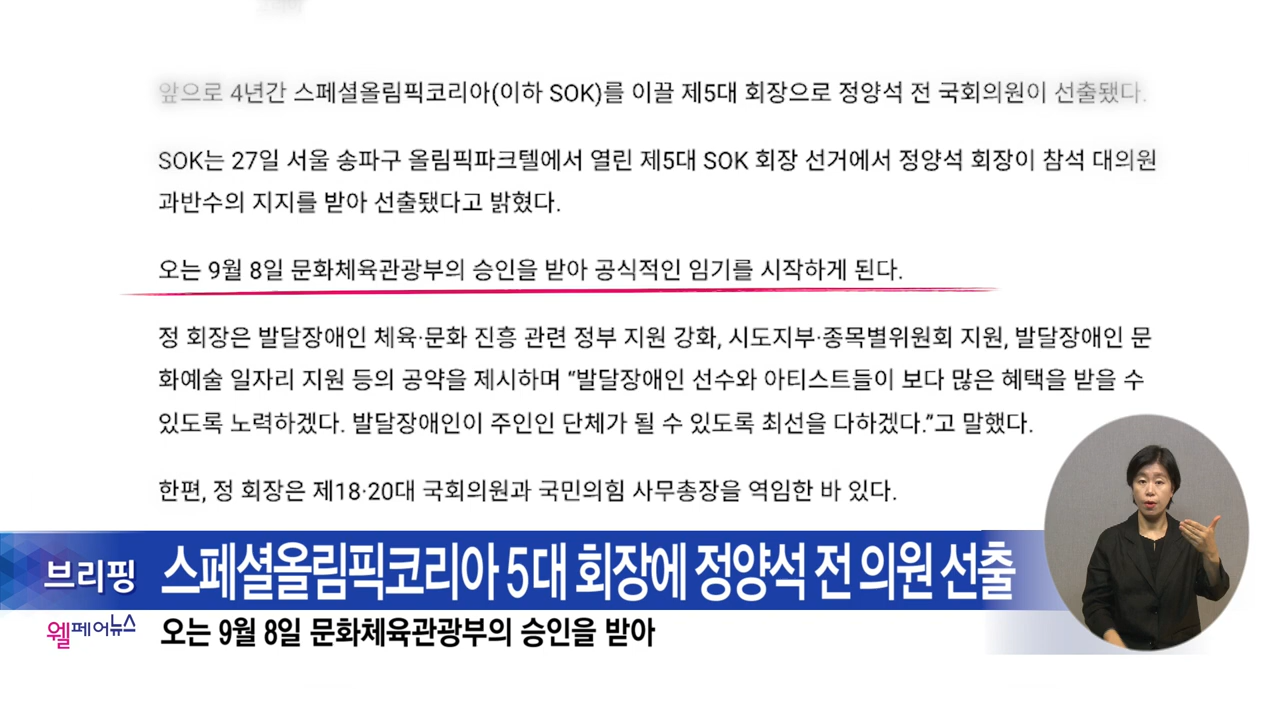 앞으로 4년간 스페셜올림픽코리아(이하 SOK)를 이끌 제5대 회장으로 정양석 전 국회의원이 선출됐다.
SOK는 27일 서울 송파구 올림픽파크텔에서 열린 제5대 SOK 회장 선거에서 정양석 회장이 참석 대의원
과반수의 지지를 받아 선출됐다고 밝혔다.
오는 9월 8일 문화체육관광부의 승인을 받아 공식적인 임기를 시작하게 된다.
정 회장은 발달장애인 체육·문화 진흥 관련 정부 지원 강화, 시도지부·종목별위원회 지원, 발달장애인 문
화예술 일자리 지원 등의 공약을 제시하며 “발달장애인 선수와 아티스트들이 보다 많은 혜택을 받을 수
있도록 노력하겠다. 발달장애인이 주인인 단체가 될 수 있도록 최선을 다하겠다.”고 말했다.
한편, 정 회장은 제18·20대 국회의원과 국민의힘 사무총장을 역임한 바 있다.
브리핑 스페셜올림픽코리아 5대 회장에 정양석 전 의원 선출
웰페어뉴스 오는 9월 8일 문화체육관광부의 승인을 받아